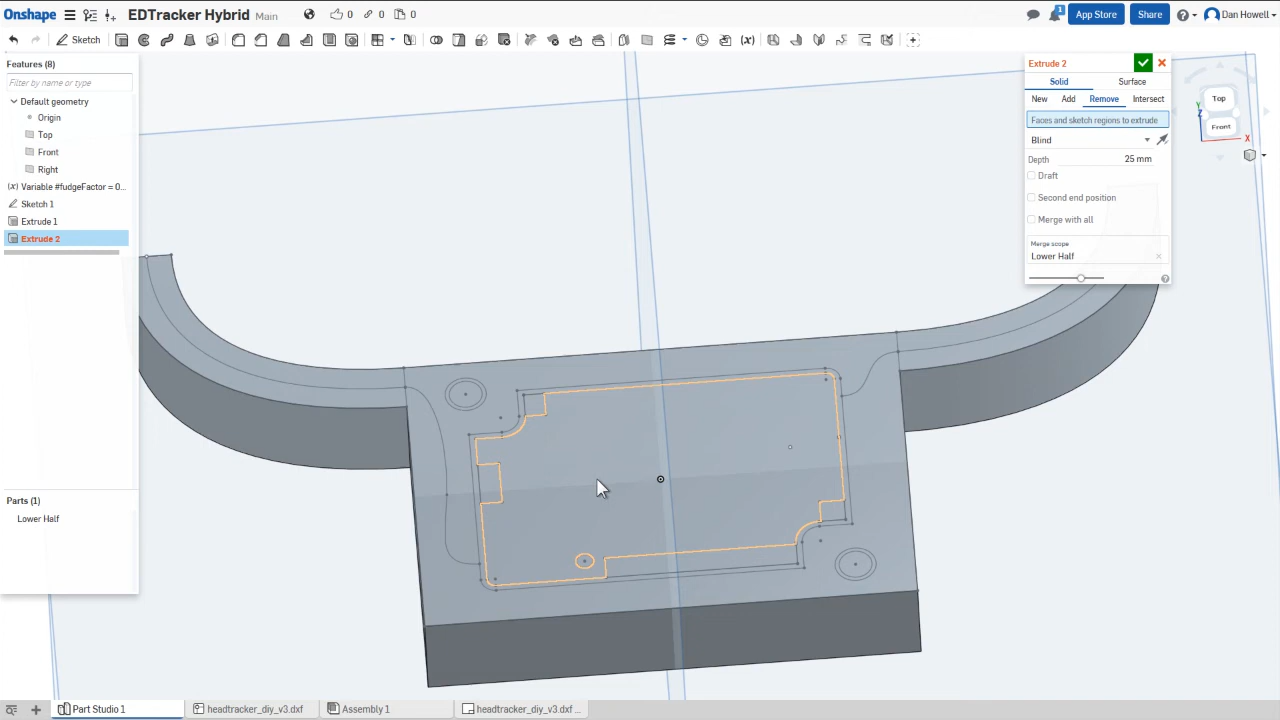 Onshape EDTracker Hybrid Main 0 0 0 1 App Store Share Dan Howell
Sketch (x)
Features (8)
Filter by name or type
Default geometry
Origin
Top
Front
Right
(x) Variable #fudgeFactor = 0...
Sketch 1
Extrude 1
Extrude 2
Parts (1)
Lower Half
Extrude 2
Solid Surface
New Add Remove Intersect
Faces and sketch regions to extrude
Blind
Depth 25 mm
Draft
Second end position
Merge with all
Merge scope
Lower Half
Top
Front
Y
Z
X
Part Studio 1 headtracker_diy_v3.dxf Assembly 1 headtracker_diy_v3.dxf ...